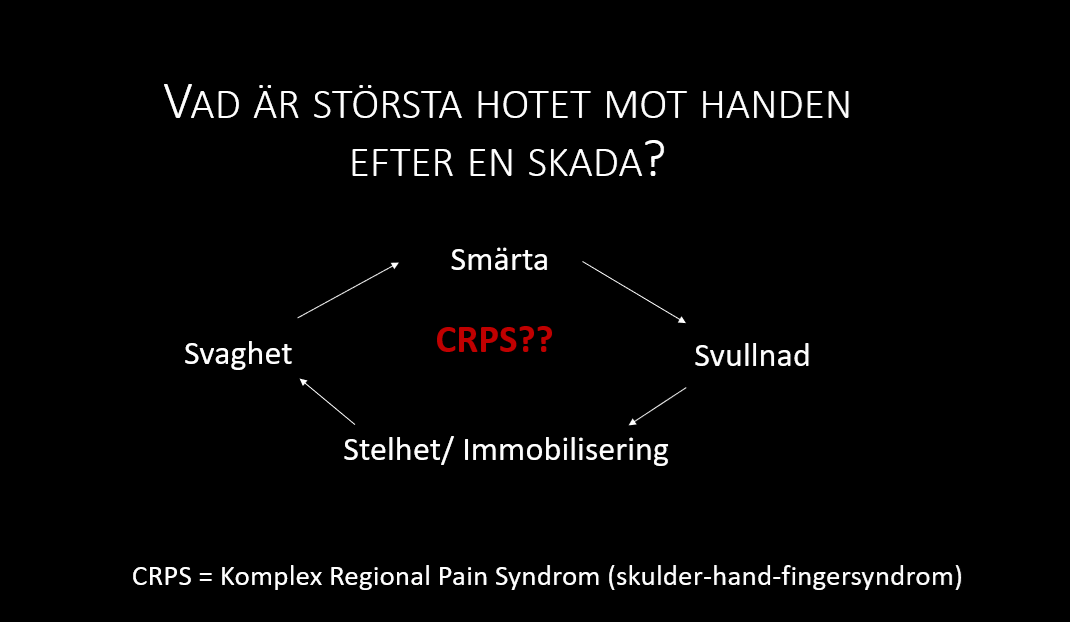 VAD ÄR STÖRSTA HOTET MOT HANDEN
EFTER EN SKADA?
Smärta
CRPS??
Svaghet
Svullnad
Stelhet/ Immobilisering
CRPS = Komplex Regional Pain Syndrom (skulder-hand-fingersyndrom)